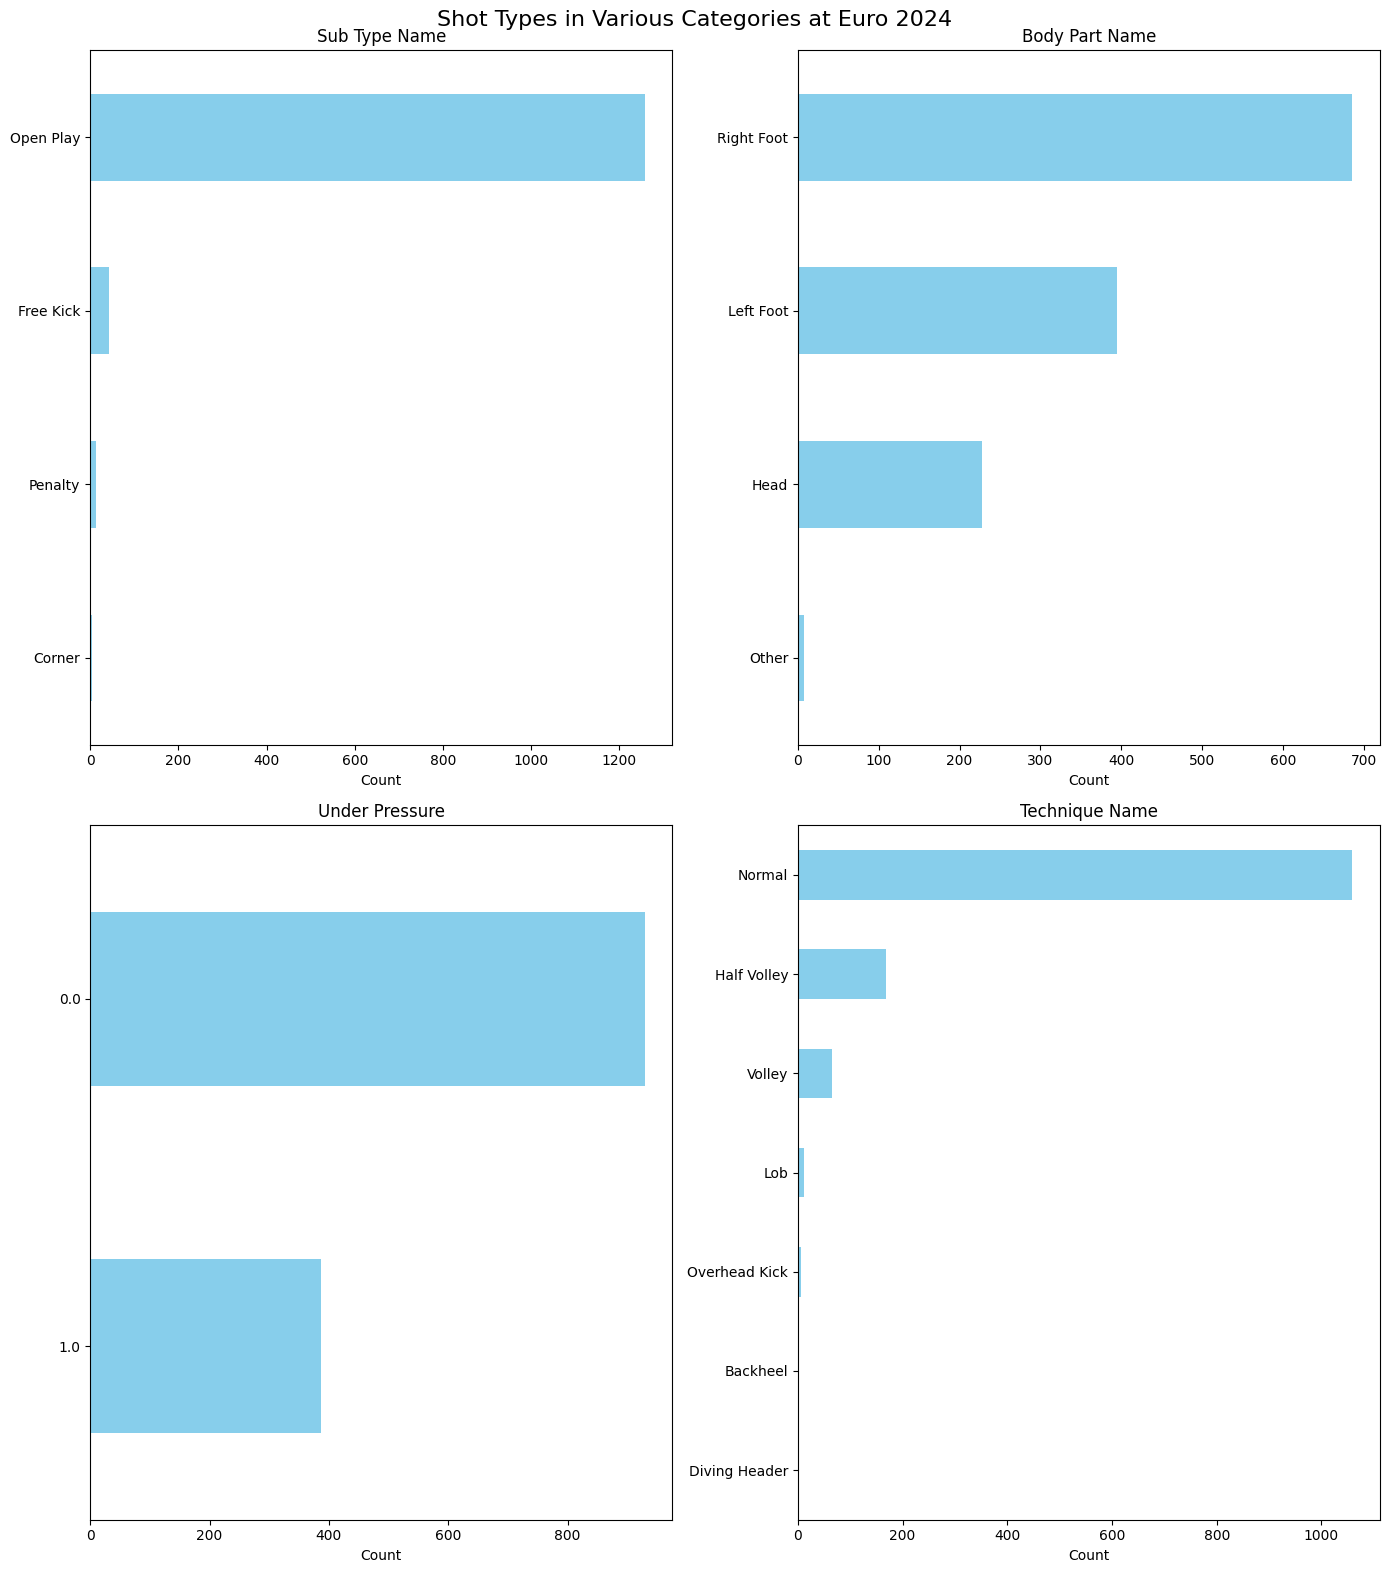 Shot Types in Various Categories at Euro 2024
Sub Type Name
Open Play
Free Kick
Penalty
Corner
0 200 400 600 800 1000 1200
Count
Body Part Name
Right Foot
Left Foot
Head
Other
0 100 200 300 400 500 600 700
Count
Under Pressure
0.0
1.0
0 200 400 600 800
Count
Technique Name
Normal
Half Volley
Volley
Lob
Overhead Kick
Backheel
Diving Header
0 200 400 600 800 1000
Count